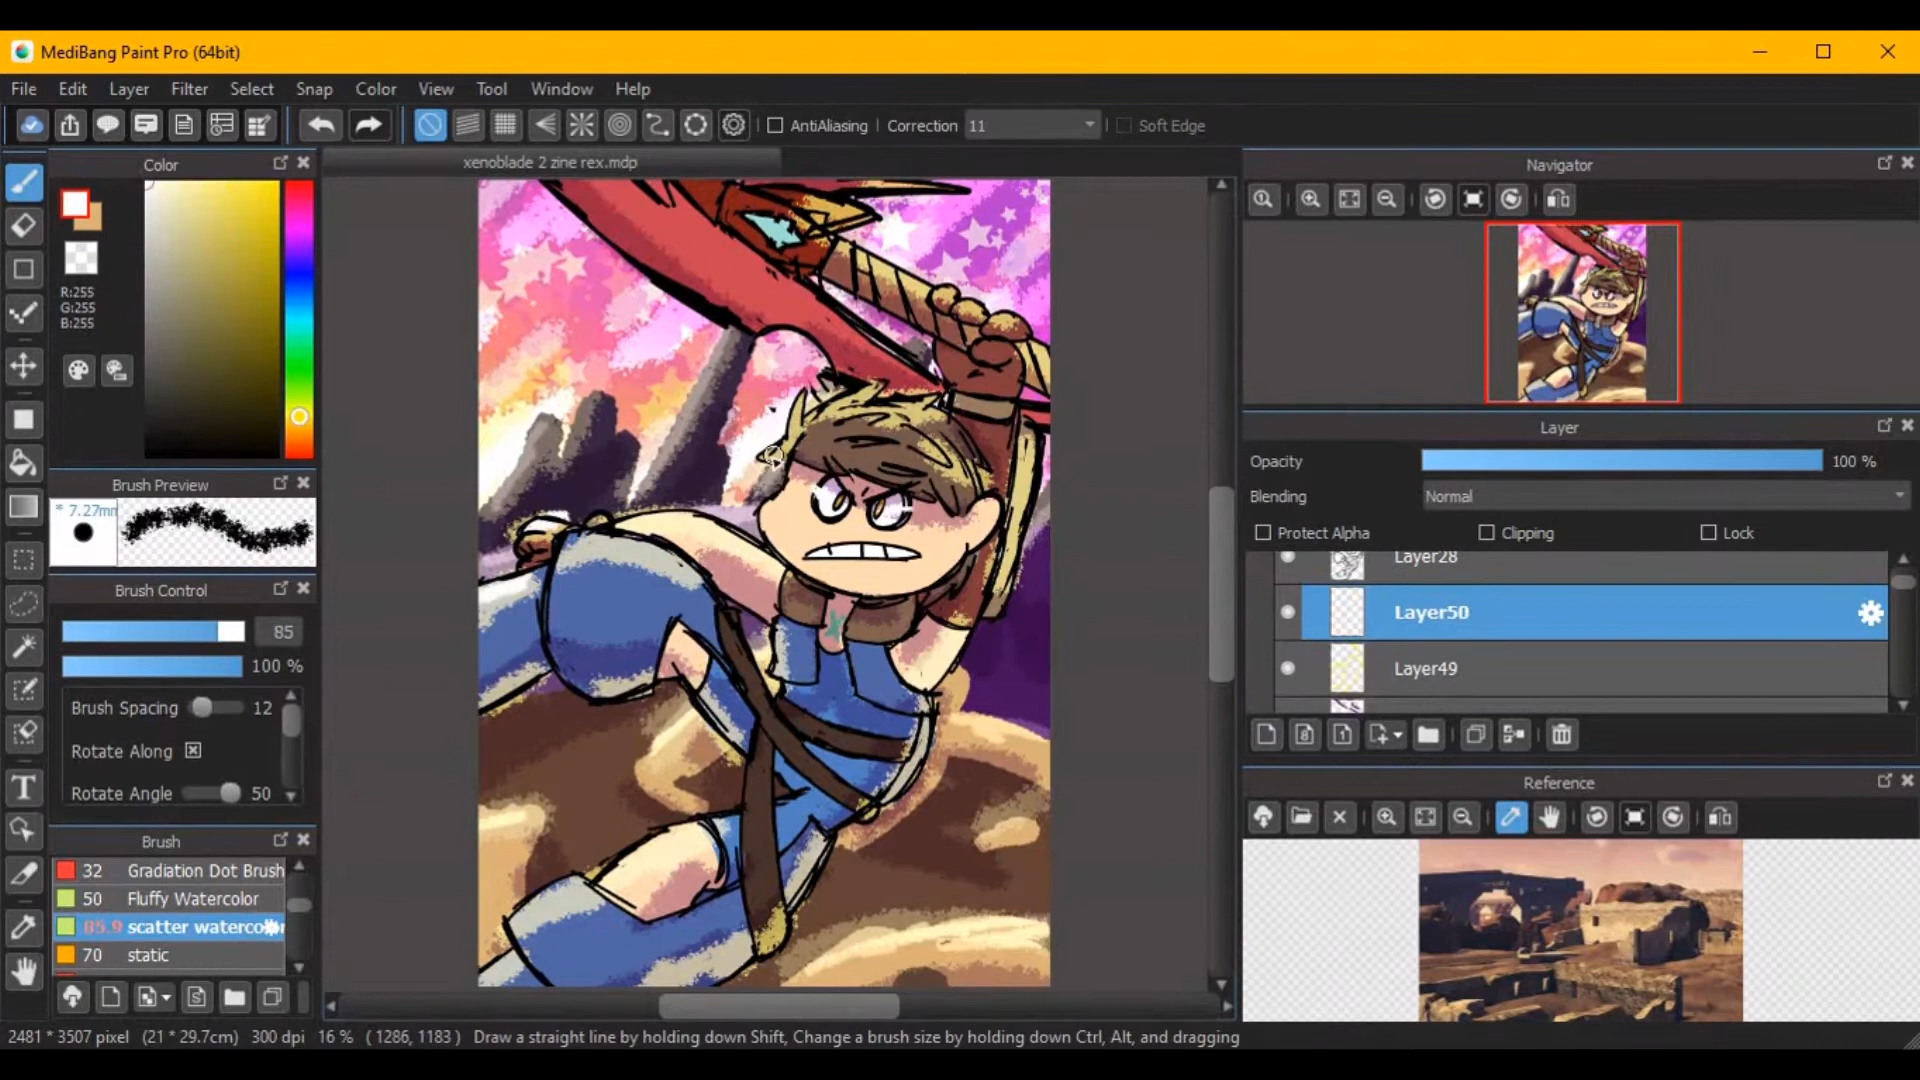 MediBang Paint Pro (64bit)
File Edit Layer Filter Select Snap Color View Tool Window Help
AntiAliasing Correction 11 Soft Edge
Color
xenoblade 2 zine rex.mdp
Navigator
R:255
G:255
B:255
Layer
Opacity 100 %
Blending Normal
Protect Alpha Clipping Lock
Layer28
Layer50
Layer49
Brush Preview
* 7.27mm
Brush Control
85
100 %
Brush Spacing 12
Rotate Along
Rotate Angle 50
Brush
32 Gradiation Dot Brush
50 Fluffy Watercolor
85.9 scatter watercolor
70 static
Reference
2481 * 3507 pixel (21 * 29.7cm) 300 dpi 16 % ( 1286, 1183 ) Draw a straight line by holding down Shift, Change a brush size by holding down Ctrl, Alt, and dragging